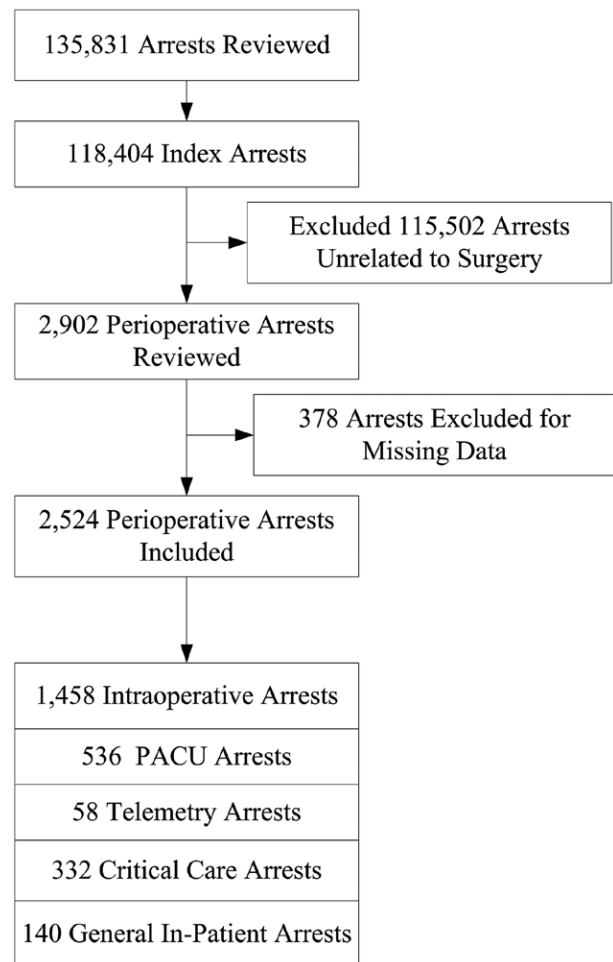 135,831 Arrests Reviewed
118,404 Index Arrests
Excluded 115,502 Arrests
Unrelated to Surgery
2,902 Perioperative Arrests
Reviewed
378 Arrests Excluded for
Missing Data
2,524 Perioperative Arrests
Included
1,458 Intraoperative Arrests
536 PACU Arrests
58 Telemetry Arrests
332 Critical Care Arrests
140 General In-Patient Arrests